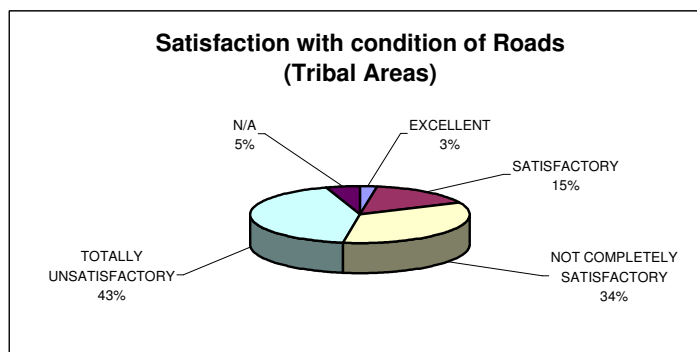 Satisfaction with condition of Roads
(Tribal Areas)
N/A
5%
EXCELLENT
3%
SATISFACTORY
15%
TOTALLY
UNSATISFACTORY
43%
NOT COMPLETELY
SATISFACTORY
34%